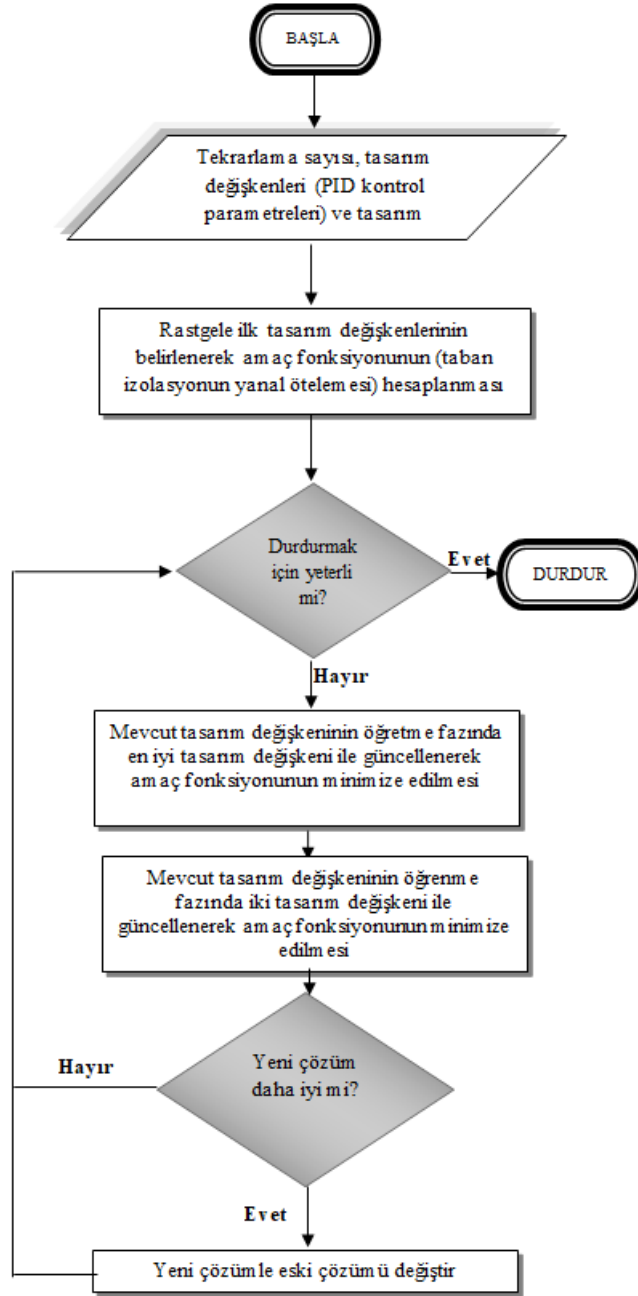 BAŞLA
Tekrarlama sayısı, tasarım
değişkenleri (PID kontrol
parametreleri) ve tasarım
Rastgele ilk tasarım değişkenlerinin
belirlenerek amaç fonksiyonunun (taban
izolasyonun yanal ötelemesi) hesaplanması
Durdurmak
için yeterli
mi?
Evet
DURDUR
Hayır
Mevcut tasarım değişkeninin öğretme fazında
en iyi tasarım değişkeni ile güncellenerek
amaç fonksiyonunun minimize edilmesi
Mevcut tasarım değişkeninin öğrenme
fazında iki tasarım değişkeni ile
güncellenerek amaç fonksiyonunun minimize
edilmesi
Hayır
Yeni çözüm
daha iyi mi?
Evet
Yeni çözümle eski çözümü değiştir